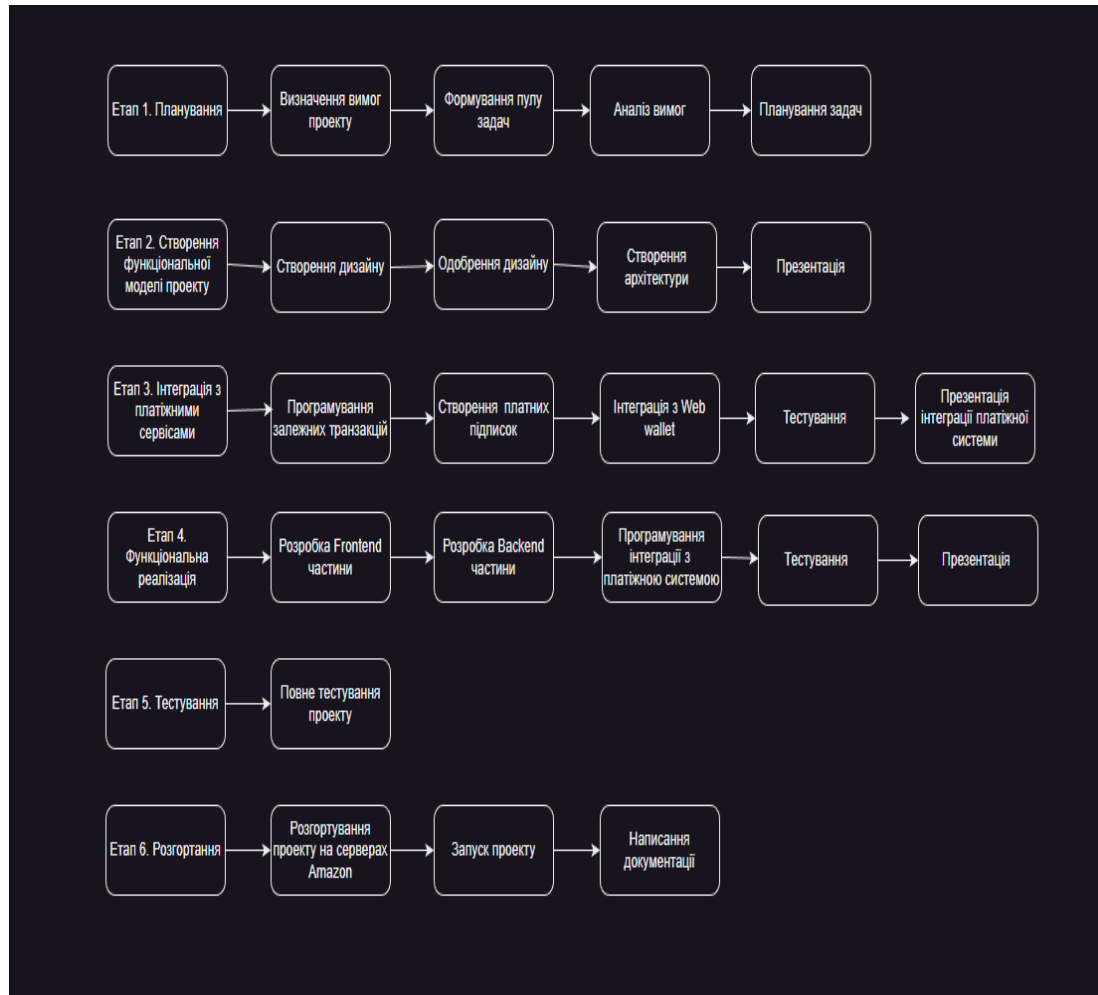 Етап 1. Планування
Визначення вимог
проекту
Формування пулу
задач
Аналіз вимог
Планування задач
Етап 2. Створення
функціональної
моделі проекту
Створення дизайну
Одобрення дизайну
Створення
архітектури
Презентація
Етап 3. Інтеграція з
платіжними
сервісами
Програмування
залежних транзакцій
Створення платних
підписок
Інтеграція з Web
wallet
Тестування
Презентація
інтеграції платіжної
системи
Етап 4.
Функціональна
реалізація
Розробка Frontend
частини
Розробка Backend
частини
Програмування
інтеграції з
платіжною системою
Тестування
Презентація
Етап 5. Тестування
Повне тестування
проекту
Етап 6. Розгортання
Розгортування
проекту на серверах
Amazon
Запуск проекту
Написання
документації